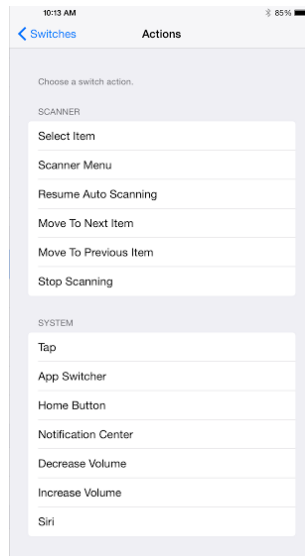 10:13 AM 85%
Switches Actions
Choose a switch action.
SCANNER
Select Item
Scanner Menu
Resume Auto Scanning
Move To Next Item
Move To Previous Item
Stop Scanning
SYSTEM
Tap
App Switcher
Home Button
Notification Center
Decrease Volume
Increase Volume
Siri